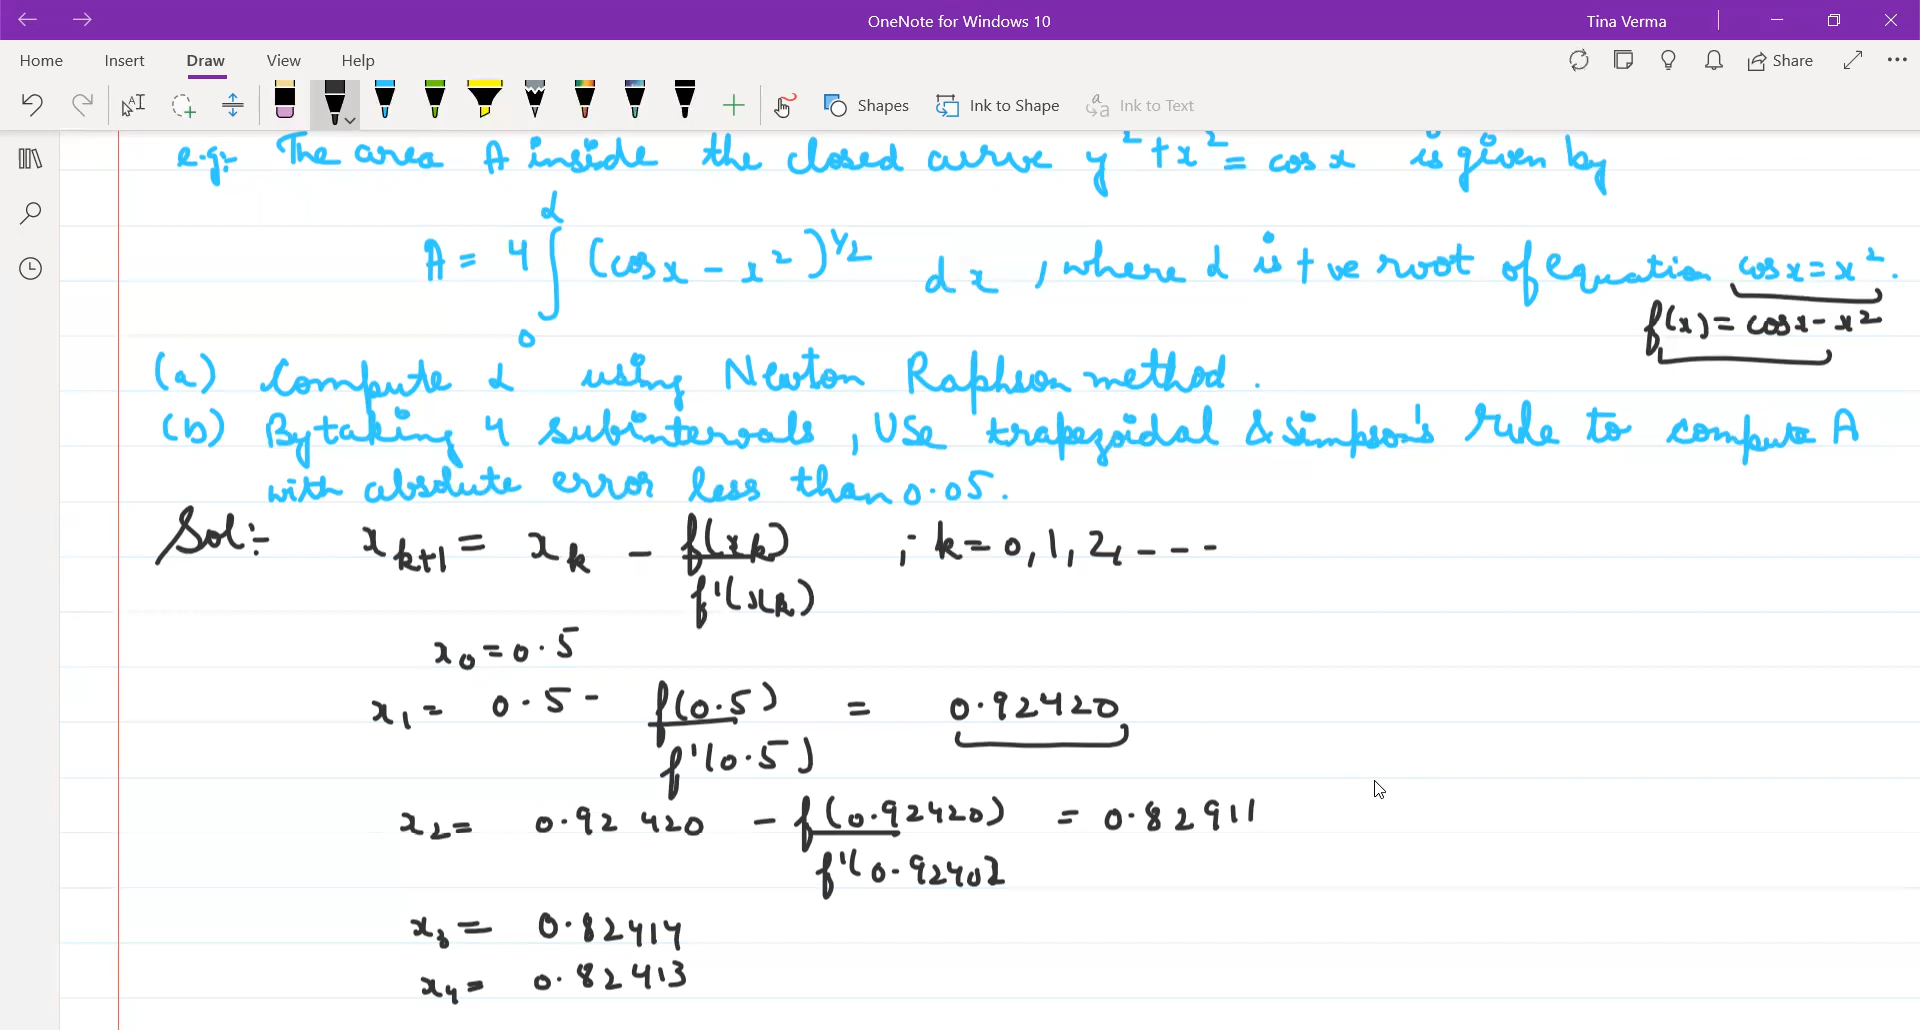 OneNote for Windows 10
Tina Verma
Home Insert Draw View Help
Share
Shapes Ink to Shape Ink to Text
e.g:- The area A inside the closed curve y² + x² = cos x is given by
A = 4 ∫₀^α (cos x - x²)^1/2 dx , where α is +ve root of equation cos x = x².
f(x) = cos x - x²
(a) Compute α using Newton Raphson method.
(b) By taking 4 subintervals, use trapezoidal & Simpson's rule to compute A
with absolute error less than 0.05.
Sol:- x_{k+1} = x_k - f(x_k)/f'(x_k) ; k = 0, 1, 2, - - -
x_0 = 0.5
x_1 = 0.5 - f(0.5)/f'(0.5) = 0.92420
x_2 = 0.92420 - f(0.92420)/f'(0.92402) = 0.82911
x_3 = 0.82414
x_4 = 0.82413